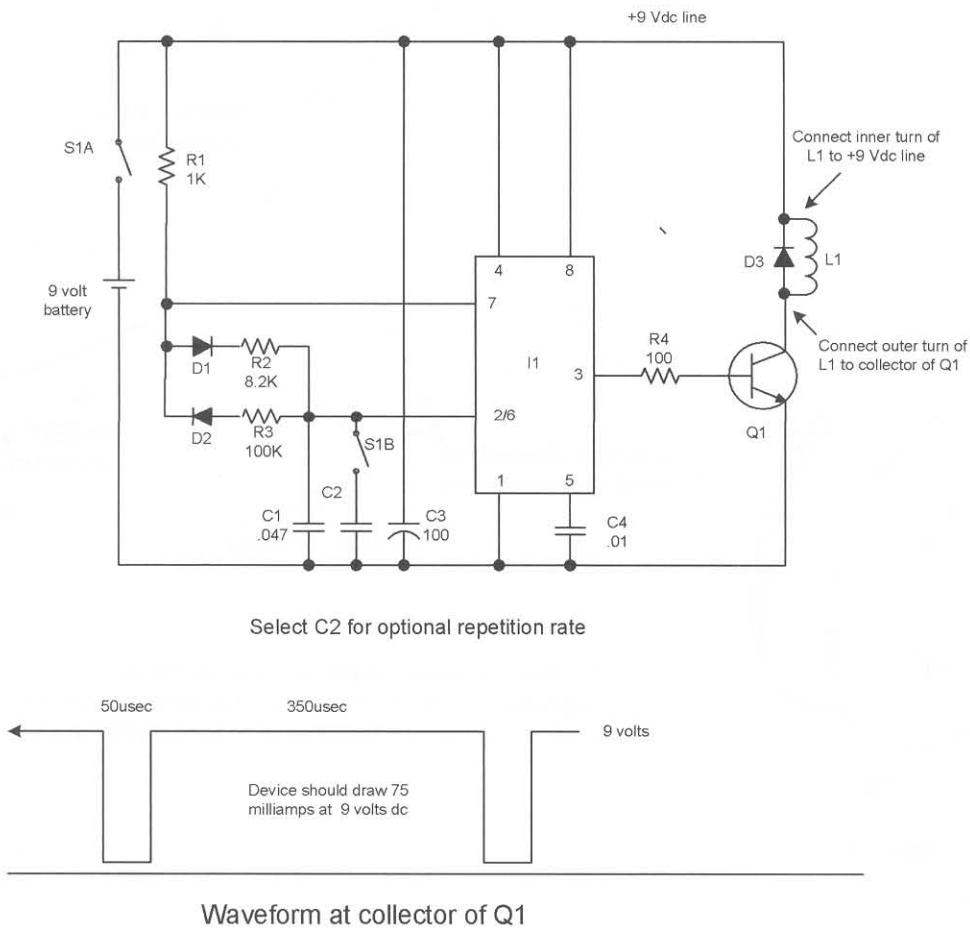 +9 Vdc line
S1A
R1
1K
Connect inner turn of
L1 to +9 Vdc line
9 volt
battery
4
8
D3
L1
7
D1
R2
8.2K
I1
3
R4
100
Connect outer turn of
L1 to collector of Q1
D2
R3
100K
S1B
2/6
Q1
C1
.047
C2
C3
100
1
5
C4
.01
Select C2 for optional repetition rate
50usec
350usec
9 volts
Device should draw 75
milliamps at 9 volts dc
Waveform at collector of Q1